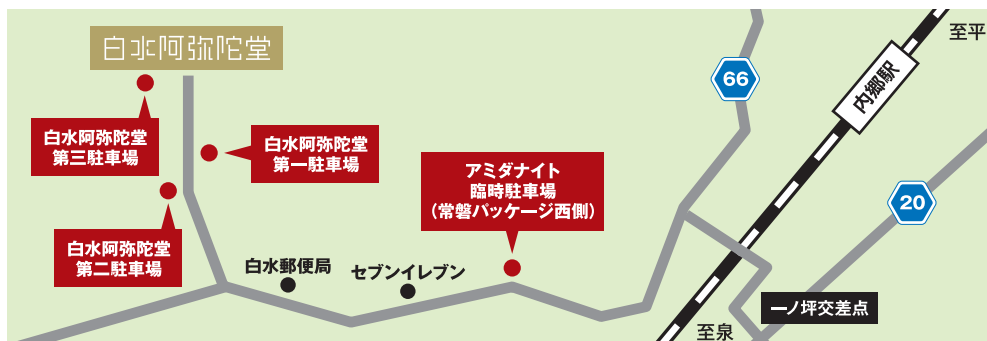 白水阿弥陀堂
白水阿弥陀堂
第三駐車場
白水阿弥陀堂
第一駐車場
白水阿弥陀堂
第二駐車場
アミダナイト
臨時駐車場
（常磐パッケージ西側）
白水郵便局
セブンイレブン
66
内郷駅
至平
20
一ノ坪交差点
至泉